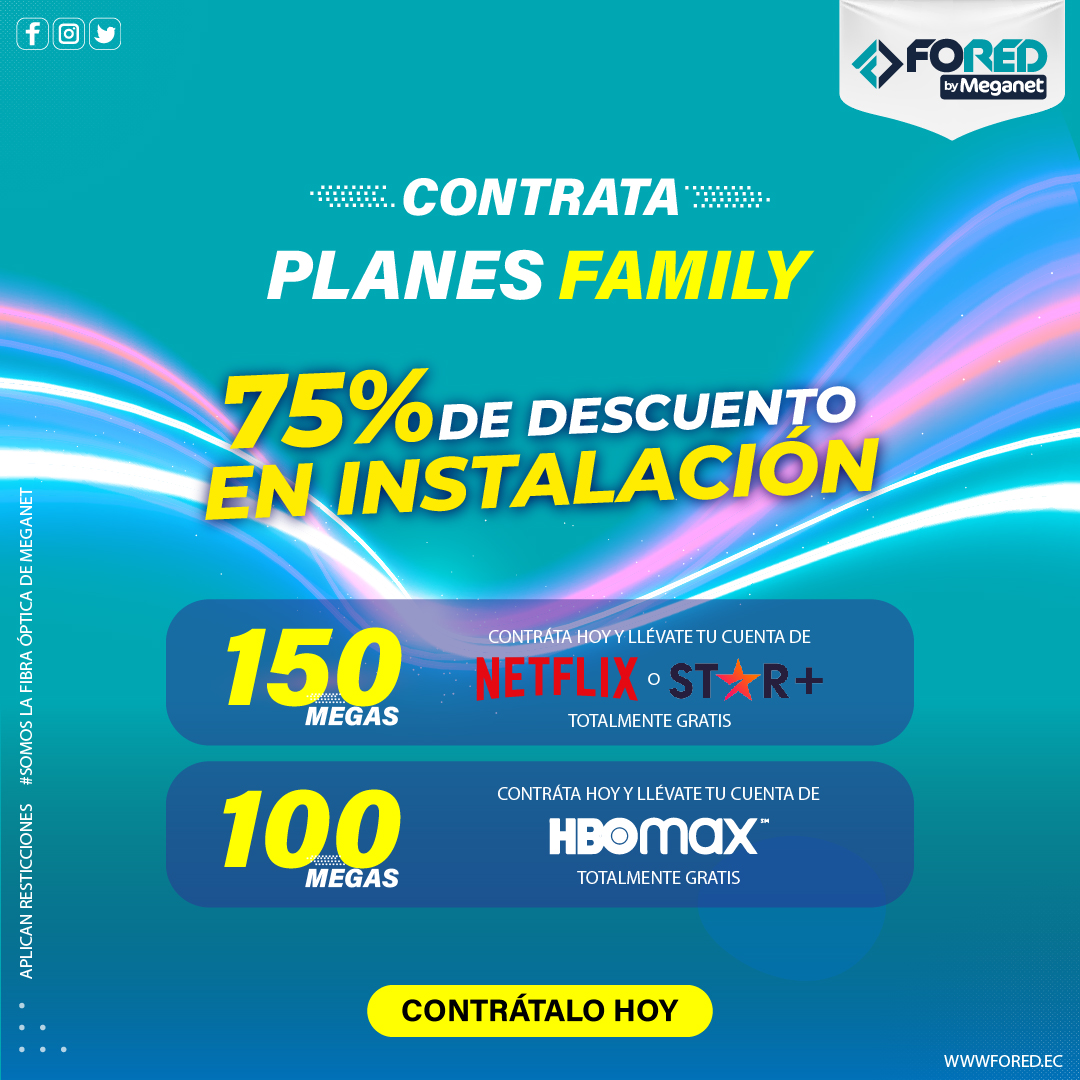 FORED
by Meganet
CONTRATA
PLANES FAMILY
75% DE DESCUENTO
EN INSTALACIÓN
150
MEGAS
CONTRÁTA HOY Y LLÉVATE TU CUENTA DE
NETFLIX o STAR+
TOTALMENTE GRATIS
100
MEGAS
CONTRÁTA HOY Y LLÉVATE TU CUENTA DE
HBOmax℠
TOTALMENTE GRATIS
APLICAN RESTICCIONES #SOMOS LA FIBRA ÓPTICA DE MEGANET
CONTRÁTALO HOY
WWWFORED.EC